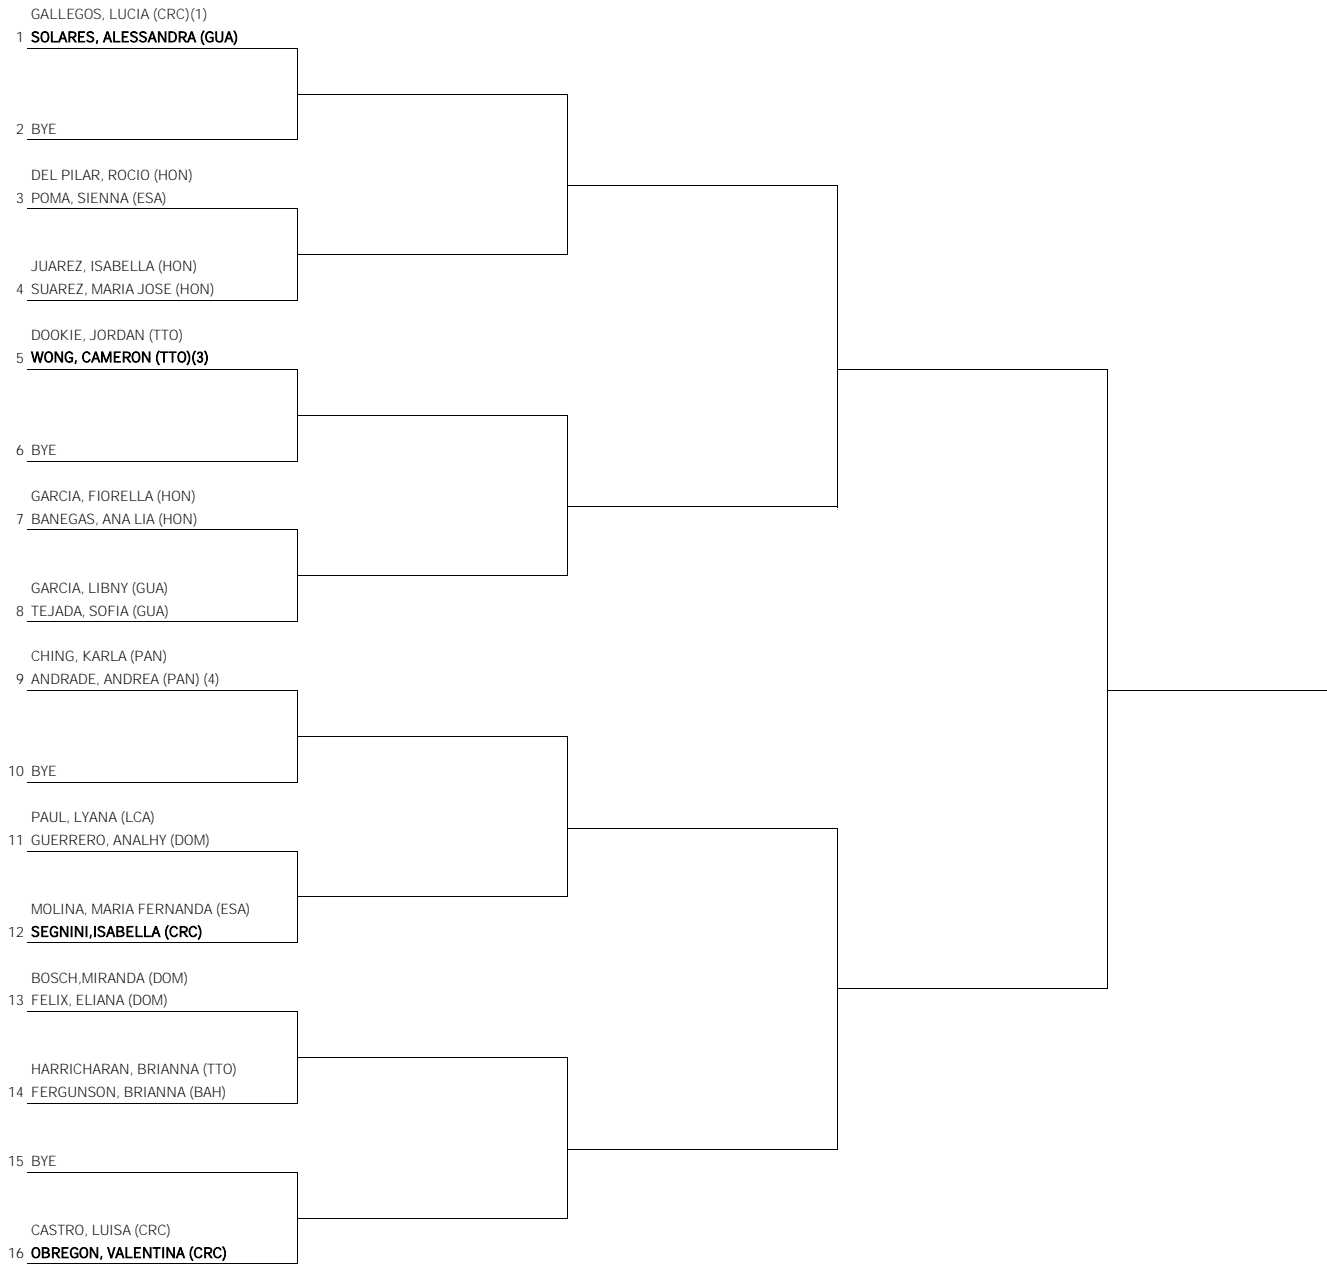 GALLEGOS, LUCIA (CRC)(1)
1 SOLARES, ALESSANDRA (GUA)
2 BYE
DEL PILAR, ROCIO (HON)
3 POMA, SIENNA (ESA)
JUAREZ, ISABELLA (HON)
4 SUAREZ, MARIA JOSE (HON)
DOOKIE, JORDAN (TTO)
5 WONG, CAMERON (TTO)(3)
6 BYE
GARCIA, FIORELLA (HON)
7 BANEGAS, ANA LIA (HON)
GARCIA, LIBNY (GUA)
8 TEJADA, SOFIA (GUA)
CHING, KARLA (PAN)
9 ANDRADE, ANDREA (PAN) (4)
10 BYE
PAUL, LYANA (LCA)
11 GUERRERO, ANALHY (DOM)
MOLINA, MARIA FERNANDA (ESA)
12 SEGNINI,ISABELLA (CRC)
BOSCH,MIRANDA (DOM)
13 FELIX, ELIANA (DOM)
HARRICHARAN, BRIANNA (TTO)
14 FERGUNSON, BRIANNA (BAH)
15 BYE
CASTRO, LUISA (CRC)
16 OBREGON, VALENTINA (CRC)